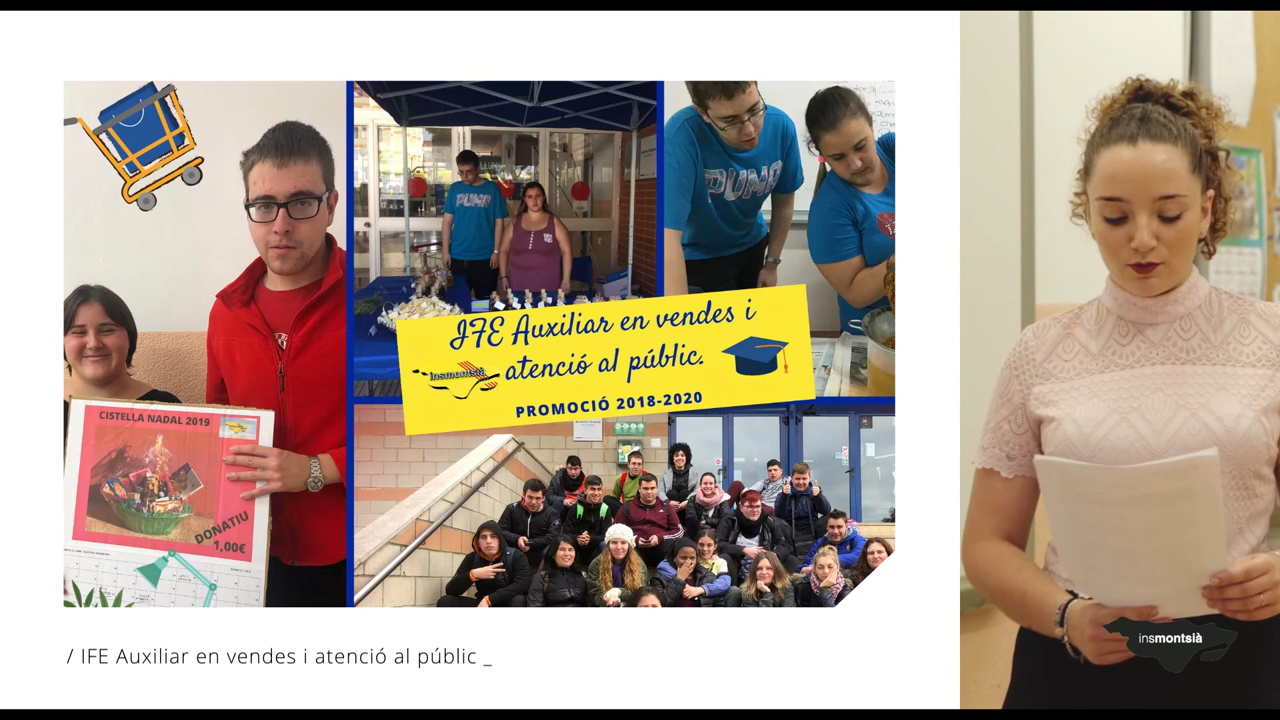 IFE Auxiliar en vendes i
atenció al públic.
insmontsià
PROMOCIÓ 2018-2020
CISTELLA NADAL 2019
DONATIU
1,00€
PUMA
/ IFE Auxiliar en vendes i atenció al públic _
insmontsià